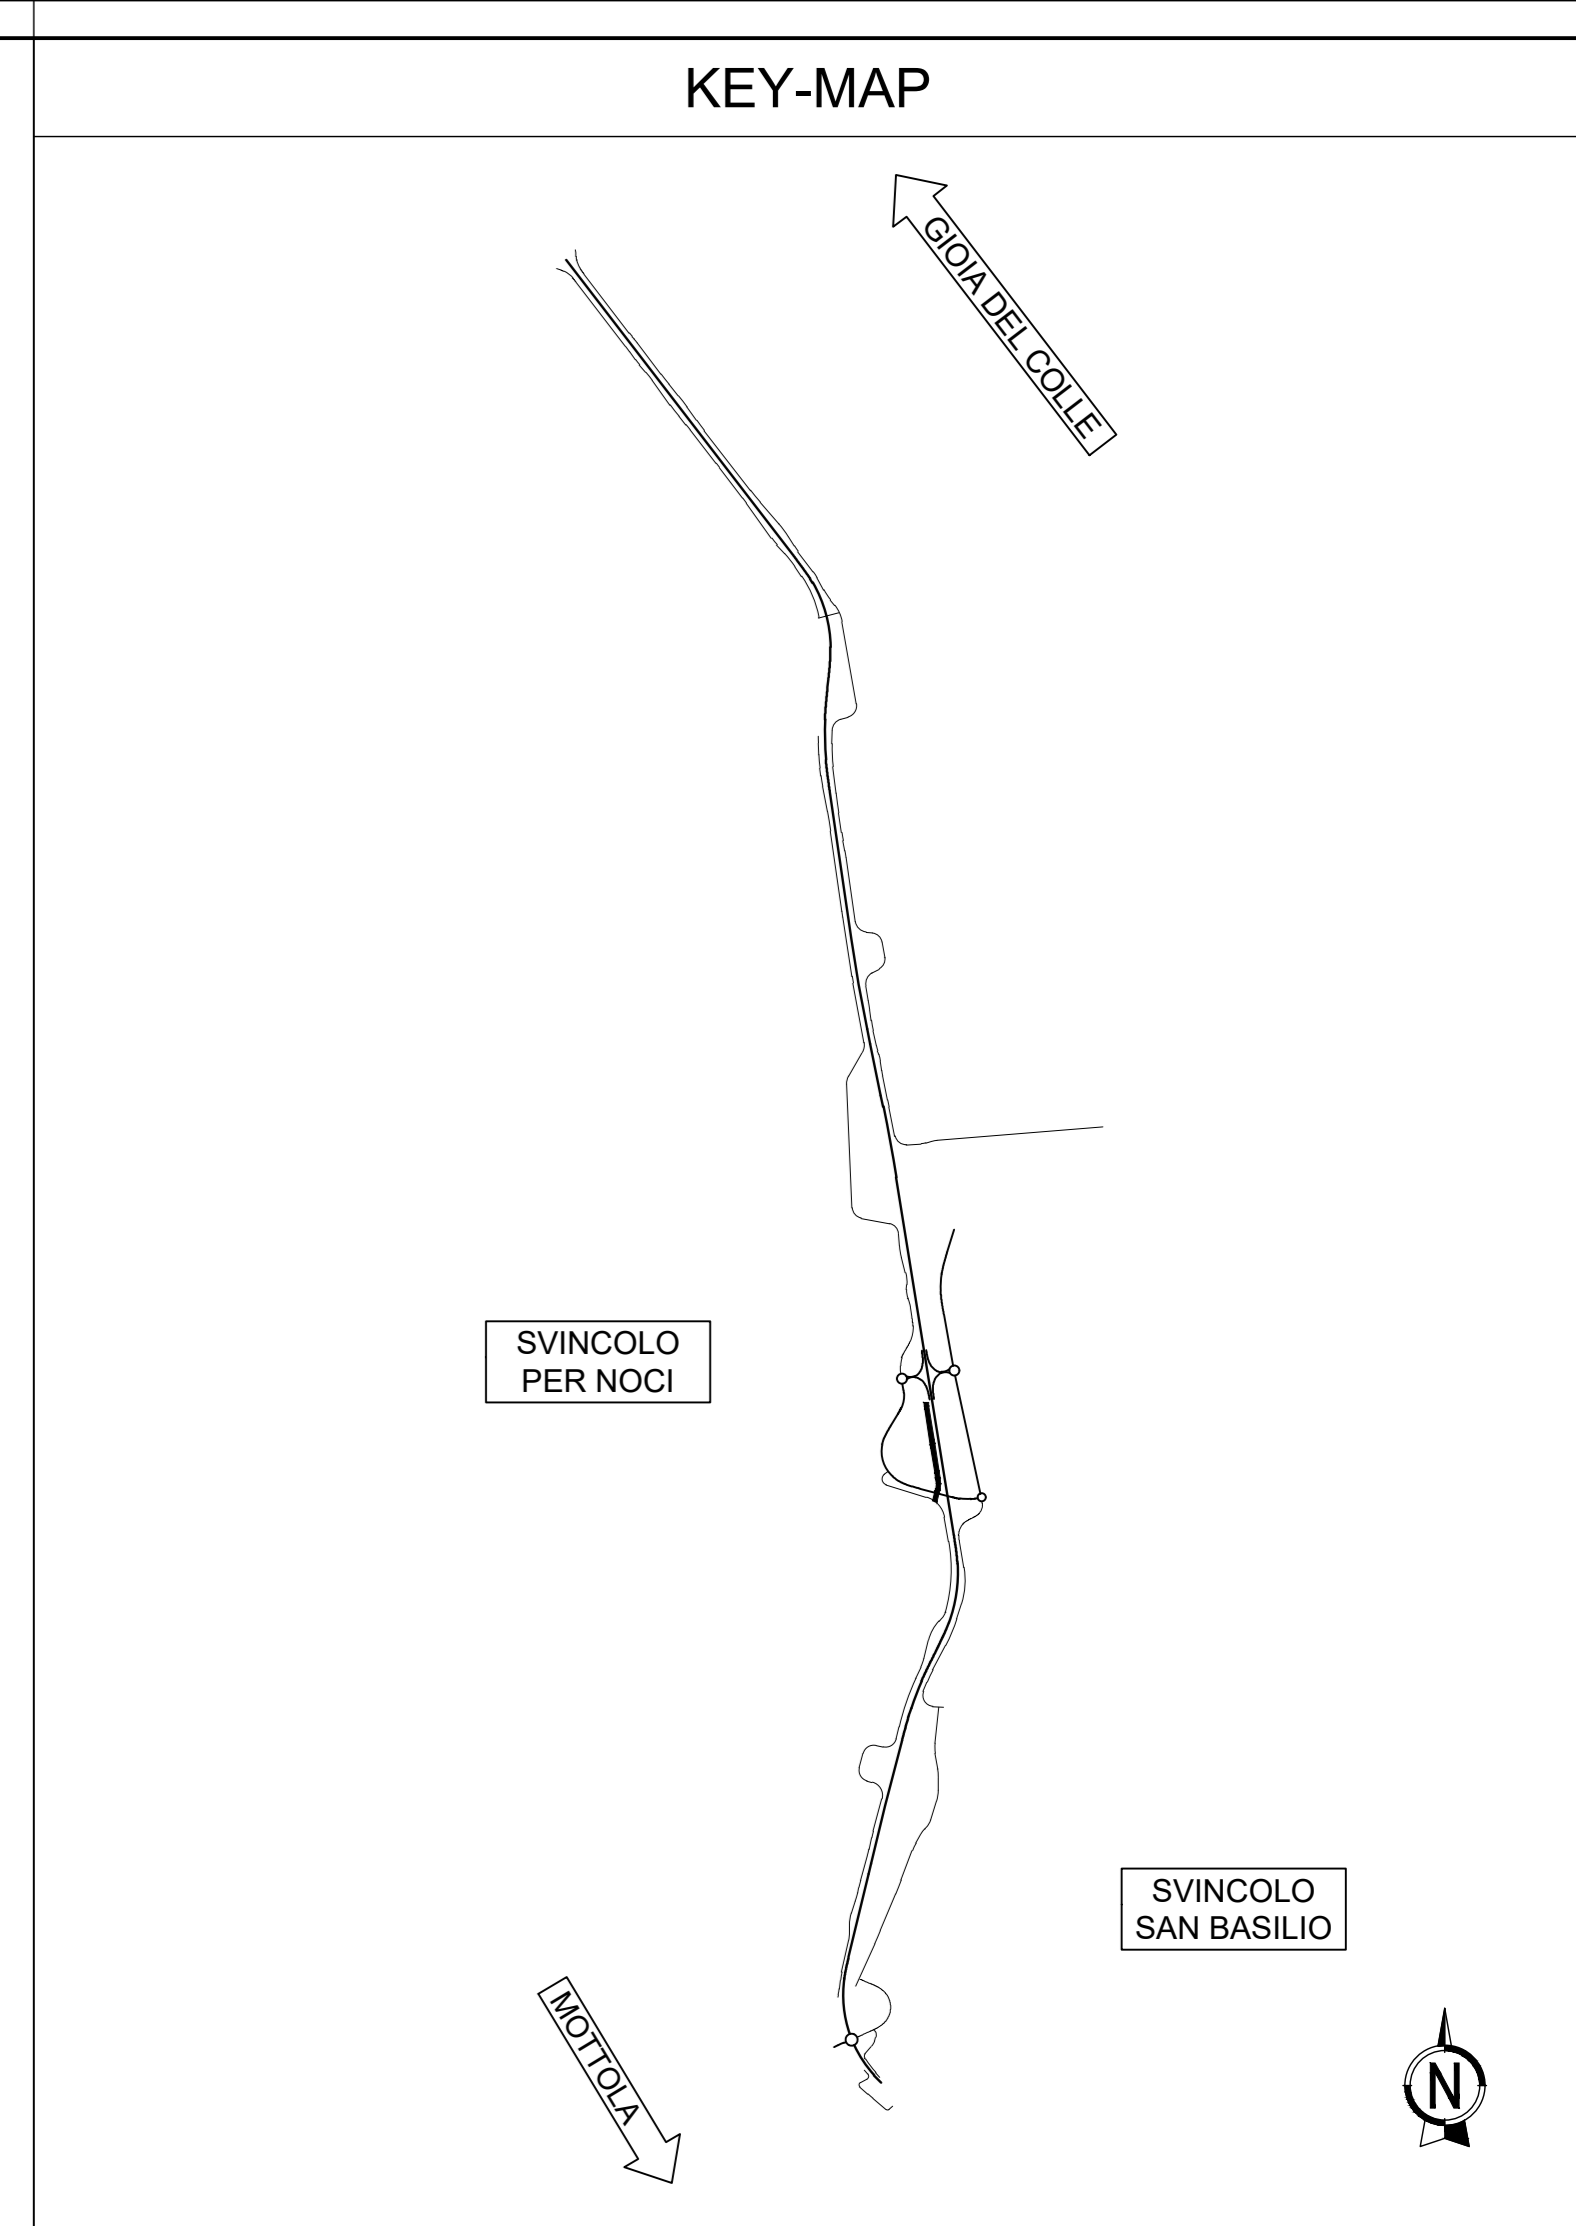 KEY-MAP
GIOIA DEL COLLE
SVINCOLO
PER NOCI
SVINCOLO
SAN BASILIO
MOTTOLA
N